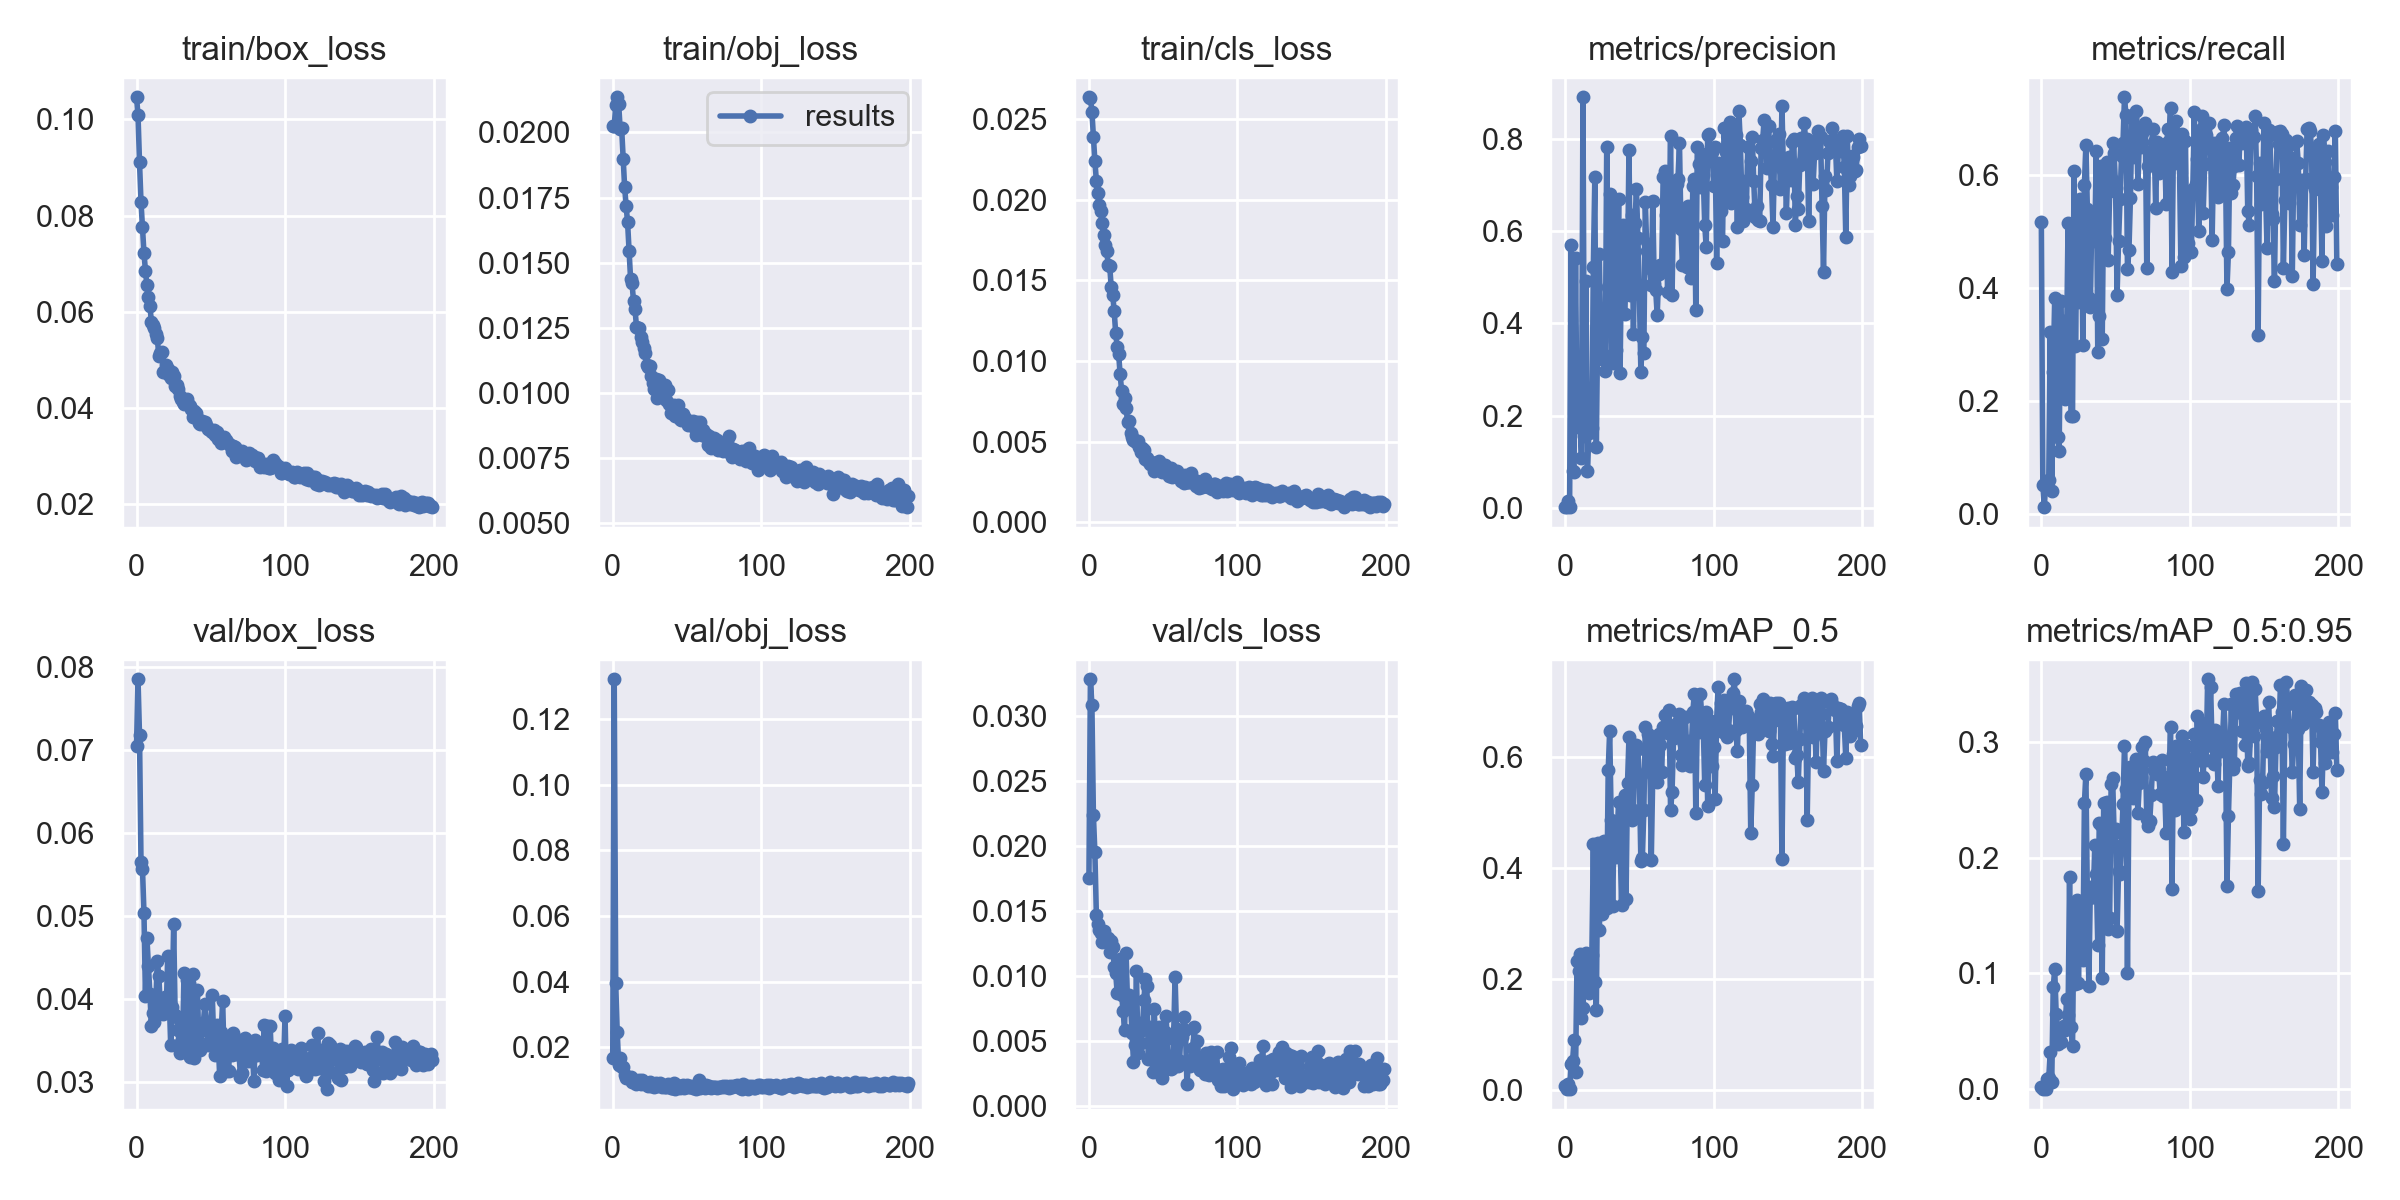 train/box_loss
train/obj_loss
train/cls_loss
metrics/precision
metrics/recall
0.10
0.08
0.06
0.04
0.02
0 100 200
results
0.0200
0.0175
0.0150
0.0125
0.0100
0.0075
0.0050
0 100 200
0.025
0.020
0.015
0.010
0.005
0.000
0 100 200
0.8
0.6
0.4
0.2
0.0
0 100 200
0.6
0.4
0.2
0.0
0 100 200
val/box_loss
val/obj_loss
val/cls_loss
metrics/mAP_0.5
metrics/mAP_0.5:0.95
0.08
0.07
0.06
0.05
0.04
0.03
0 100 200
0.12
0.10
0.08
0.06
0.04
0.02
0 100 200
0.030
0.025
0.020
0.015
0.010
0.005
0.000
0 100 200
0.6
0.4
0.2
0.0
0 100 200
0.3
0.2
0.1
0.0
0 100 200